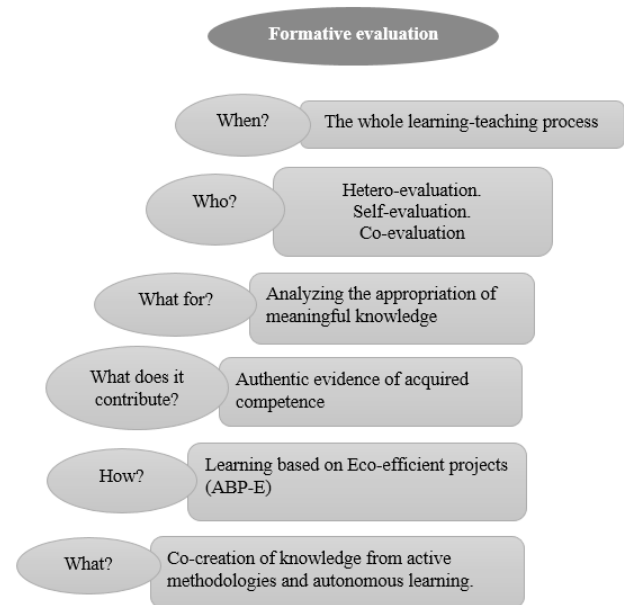 Formative evaluation
When?
The whole learning-teaching process
Who?
Hetero-evaluation.
Self-evaluation.
Co-evaluation
What for?
Analyzing the appropriation of
meaningful knowledge
What does it
contribute?
Authentic evidence of acquired
competence
How?
Learning based on Eco-efficient projects
(ABP-E)
What?
Co-creation of knowledge from active
methodologies and autonomous learning.